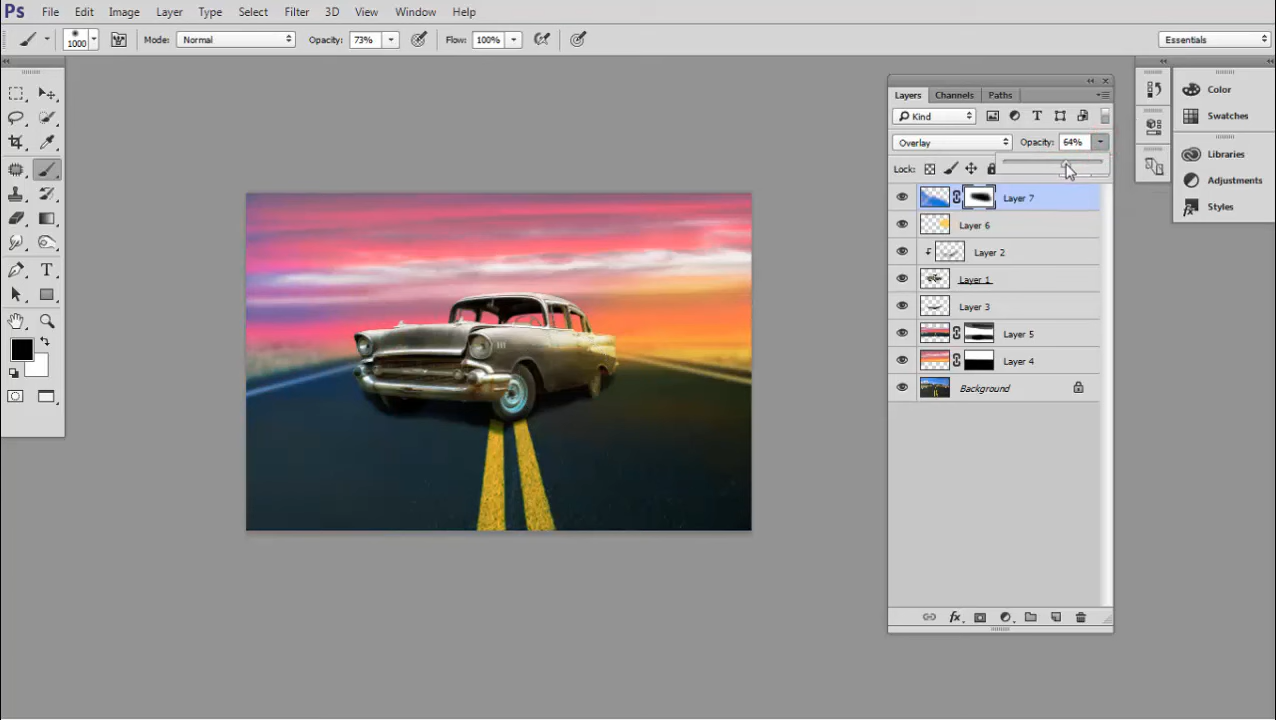 Ps File Edit Image Layer Type Select Filter 3D View Window Help
1000 Mode: Normal Opacity: 73% Flow: 100% Essentials
Layers Channels Paths
Color
Kind
Swatches
Overlay Opacity: 64%
Libraries
Lock:
Adjustments
Layer 7
Styles
Layer 6
Layer 2
Layer 1
Layer 3
Layer 5
Layer 4
Background
fx